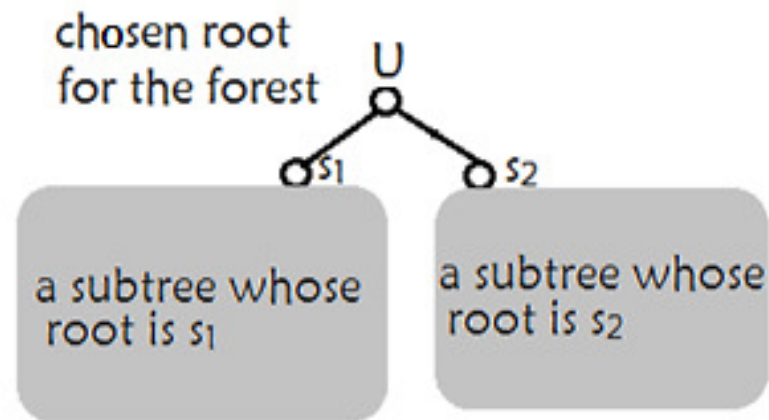 chosen root
for the forest
U
s₁
s₂
a subtree whose
root is s₁
a subtree whose
root is s₂